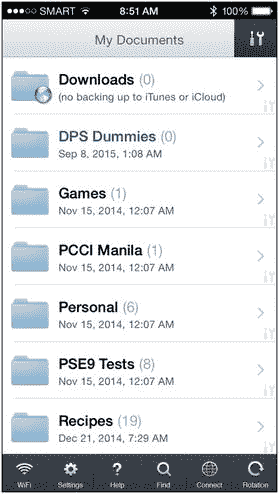 SMART 8:51 AM 100%
My Documents
Downloads (0)
(no backing up to iTunes or iCloud)
DPS Dummies (0)
Sep 8, 2015, 1:08 AM
Games (1)
Nov 15, 2014, 12:07 AM
PCCI Manila (1)
Nov 15, 2014, 12:07 AM
Personal (6)
Nov 15, 2014, 12:07 AM
PSE9 Tests (8)
Nov 15, 2014, 12:07 AM
Recipes (19)
Dec 21, 2014, 7:29 AM
WiFi Settings Help Find Connect Rotation